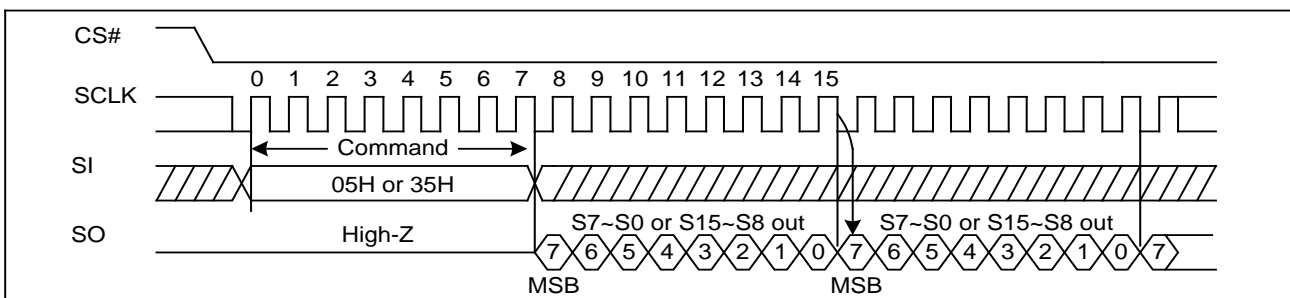 CS#
0 1 2 3 4 5 6 7 8 9 10 11 12 13 14 15
SCLK
Command
SI
05H or 35H
S7~S0 or S15~S8 out S7~S0 or S15~S8 out
SO
High-Z
7 6 5 4 3 2 1 0 7 6 5 4 3 2 1 0 7
MSB MSB